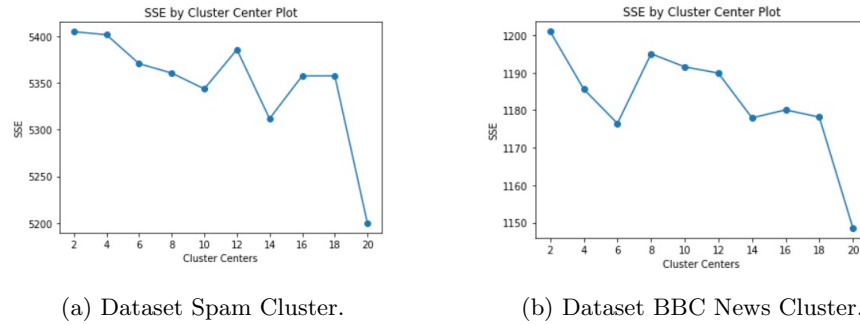 SSE by Cluster Center Plot
5400
5350
5300
5250
5200
SSE
2 4 6 8 10 12 14 16 18 20
Cluster Centers
(a) Dataset Spam Cluster.
SSE by Cluster Center Plot
1200
1190
1180
1170
1160
1150
SSE
2 4 6 8 10 12 14 16 18 20
Cluster Centers
(b) Dataset BBC News Cluster.